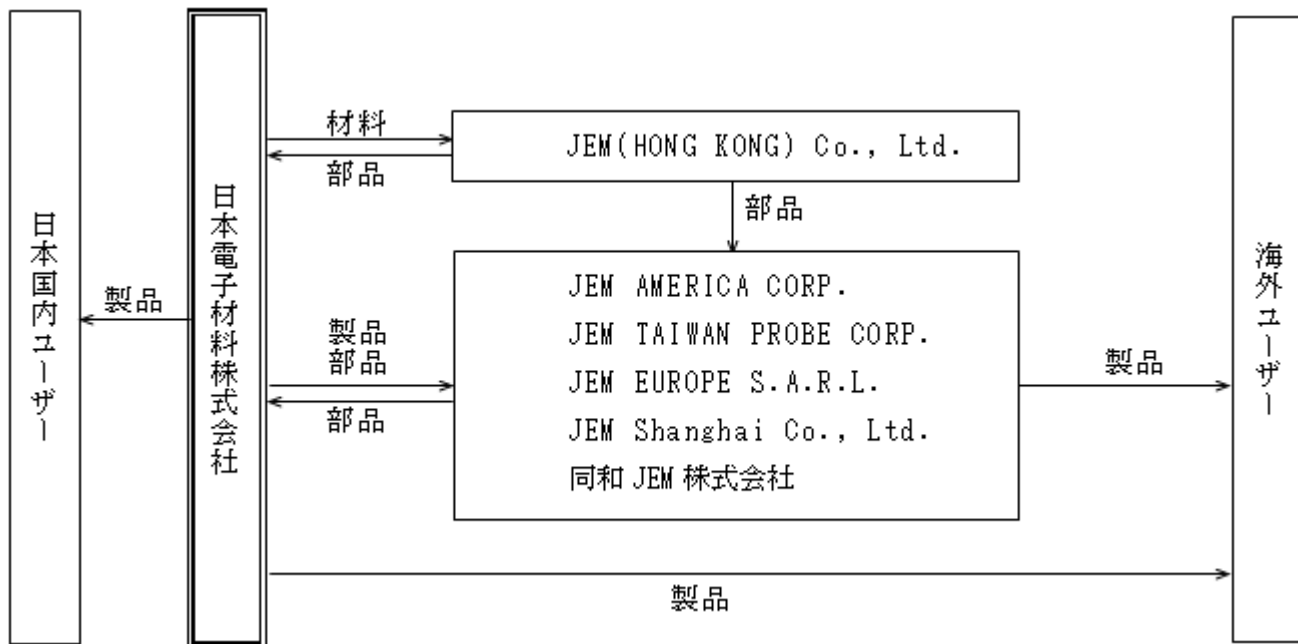 日本国内ユーザー
製品
日本電子材料株式会社
材料
部品
JEM(HONG KONG) Co., Ltd.
部品
製品
部品
部品
JEM AMERICA CORP.
JEM TAIWAN PROBE CORP.
JEM EUROPE S.A.R.L.
JEM Shanghai Co., Ltd.
同和JEM株式会社
製品
製品
海外ユーザー